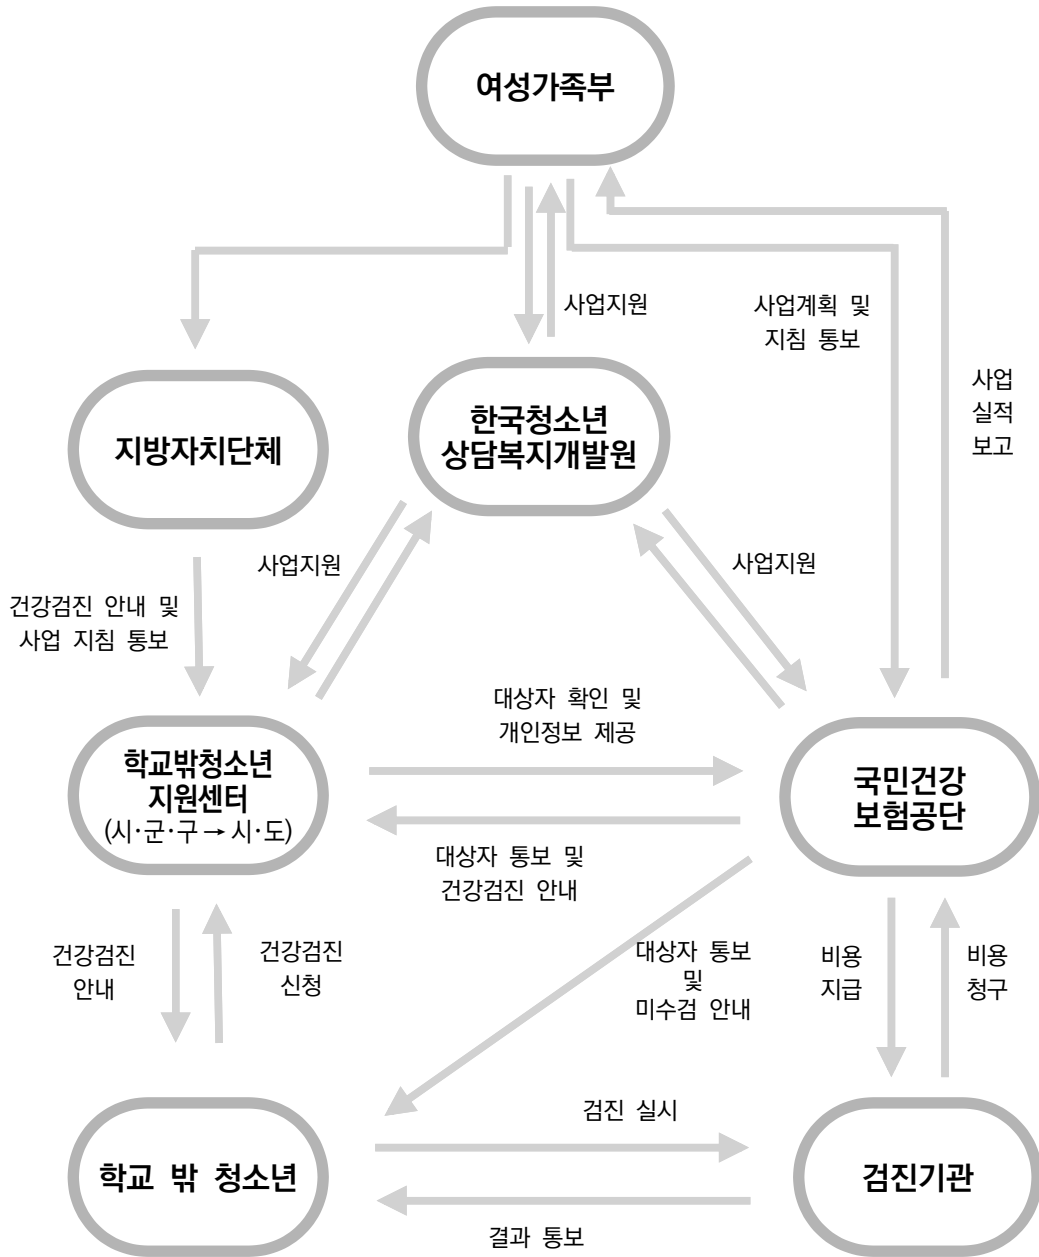 여성가족부
사업지원
사업계획 및
지침 통보
사업
실적
보고
지방자치단체
한국청소년
상담복지개발원
사업지원
사업지원
건강검진 안내 및
사업 지침 통보
대상자 확인 및
개인정보 제공
학교밖청소년
지원센터
(시·군·구→시·도)
국민건강
보험공단
대상자 통보 및
건강검진 안내
건강검진
안내
건강검진
신청
대상자 통보
및
미수검 안내
비용
지급
비용
청구
검진 실시
학교 밖 청소년
검진기관
결과 통보